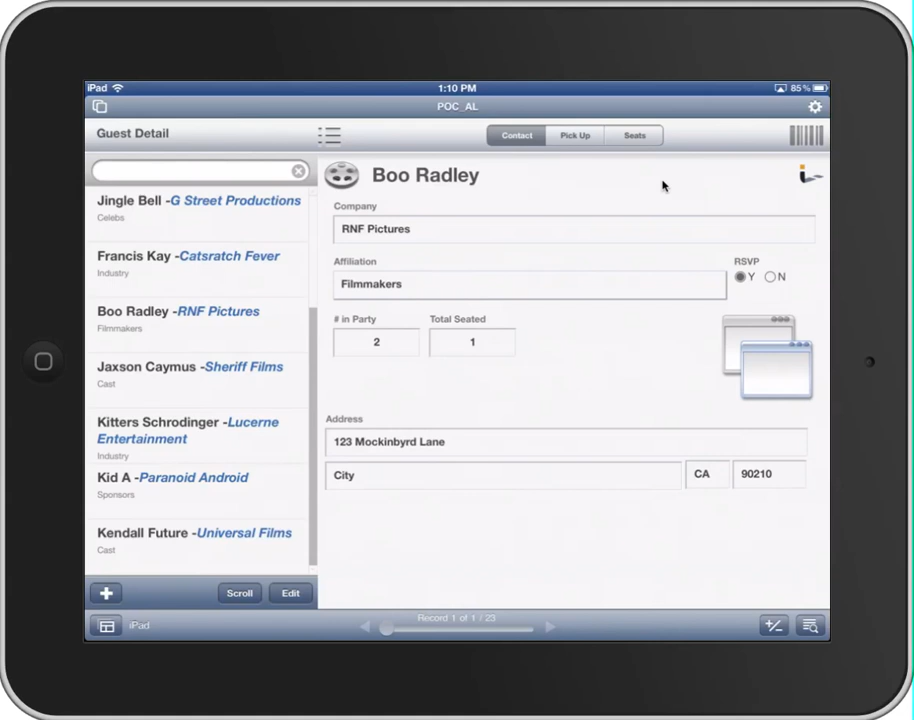 iPad
1:10 PM
85%
POC_AL
Guest Detail
Contact
Pick Up
Seats
Jingle Bell -G Street Productions
Celebs
Francis Kay -Catsratch Fever
Industry
Boo Radley -RNF Pictures
Filmmakers
Jaxson Caymus -Sheriff Films
Cast
Kitters Schrodinger -Lucerne
Entertainment
Industry
Kid A -Paranoid Android
Sponsors
Kendall Future -Universal Films
Cast
Scroll
Edit
Boo Radley
Company
RNF Pictures
Affiliation
RSVP
Filmmakers
Y N
# in Party
Total Seated
2
1
Address
123 Mockinbyrd Lane
City
CA
90210
iPad
Record 1 of 1 / 23